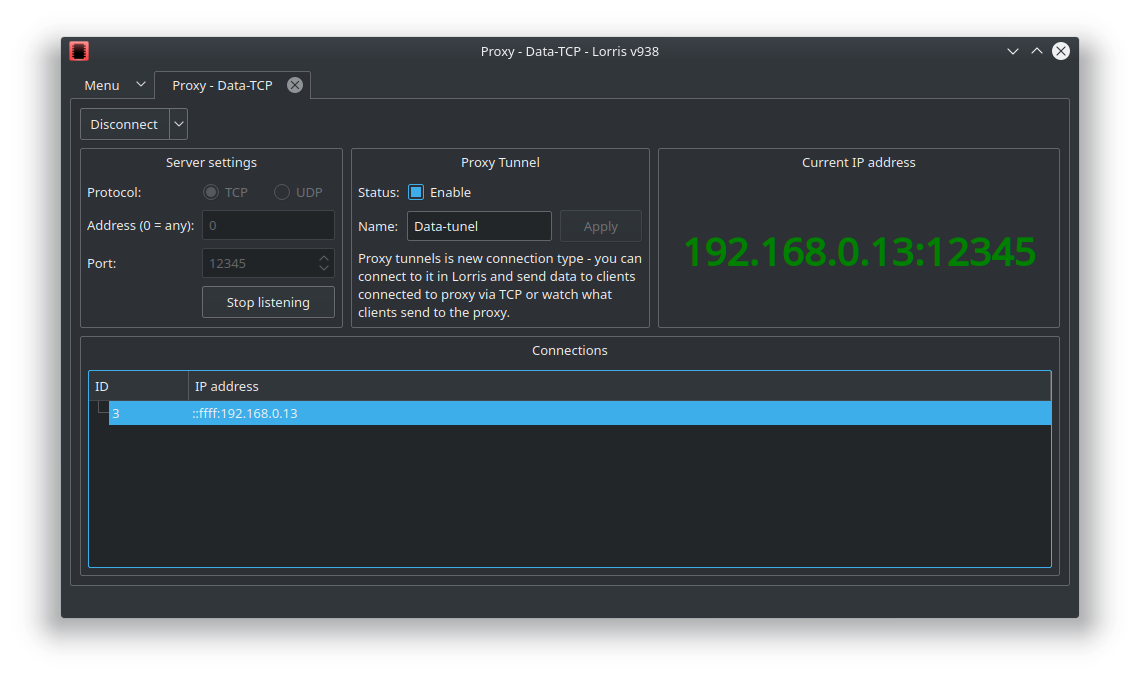 Proxy - Data-TCP - Lorris v938
Menu
Proxy - Data-TCP
Disconnect
Server settings
Protocol: TCP UDP
Address (0 = any): 0
Port: 12345
Stop listening
Proxy Tunnel
Status: Enable
Name: Data-tunel Apply
Proxy tunnels is new connection type - you can
connect to it in Lorris and send data to clients
connected to proxy via TCP or watch what
clients send to the proxy.
Current IP address
192.168.0.13:12345
Connections
ID IP address
3 ::ffff:192.168.0.13